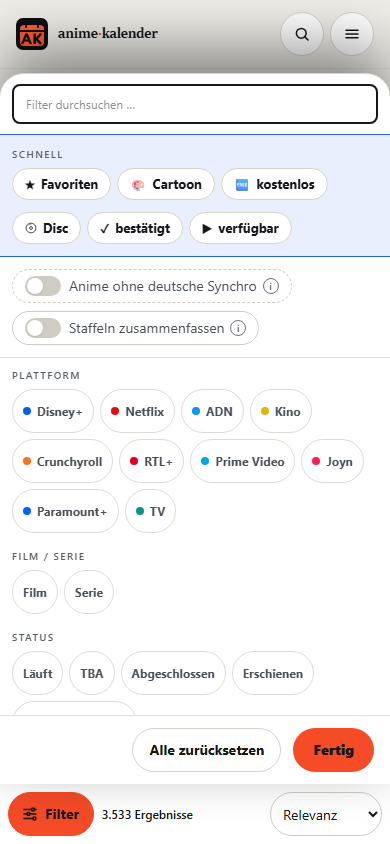 AK anime·kalender
Filter durchsuchen ...
SCHNELL
★ Favoriten Cartoon FREE kostenlos
Disc ✓ bestätigt ▶ verfügbar
Anime ohne deutsche Synchro i
Staffeln zusammenfassen i
PLATTFORM
Disney+ Netflix ADN Kino
Crunchyroll RTL+ Prime Video Joyn
Paramount+ TV
FILM / SERIE
Film Serie
STATUS
Läuft TBA Abgeschlossen Erschienen
Alle zurücksetzen Fertig
Filter 3.533 Ergebnisse Relevanz